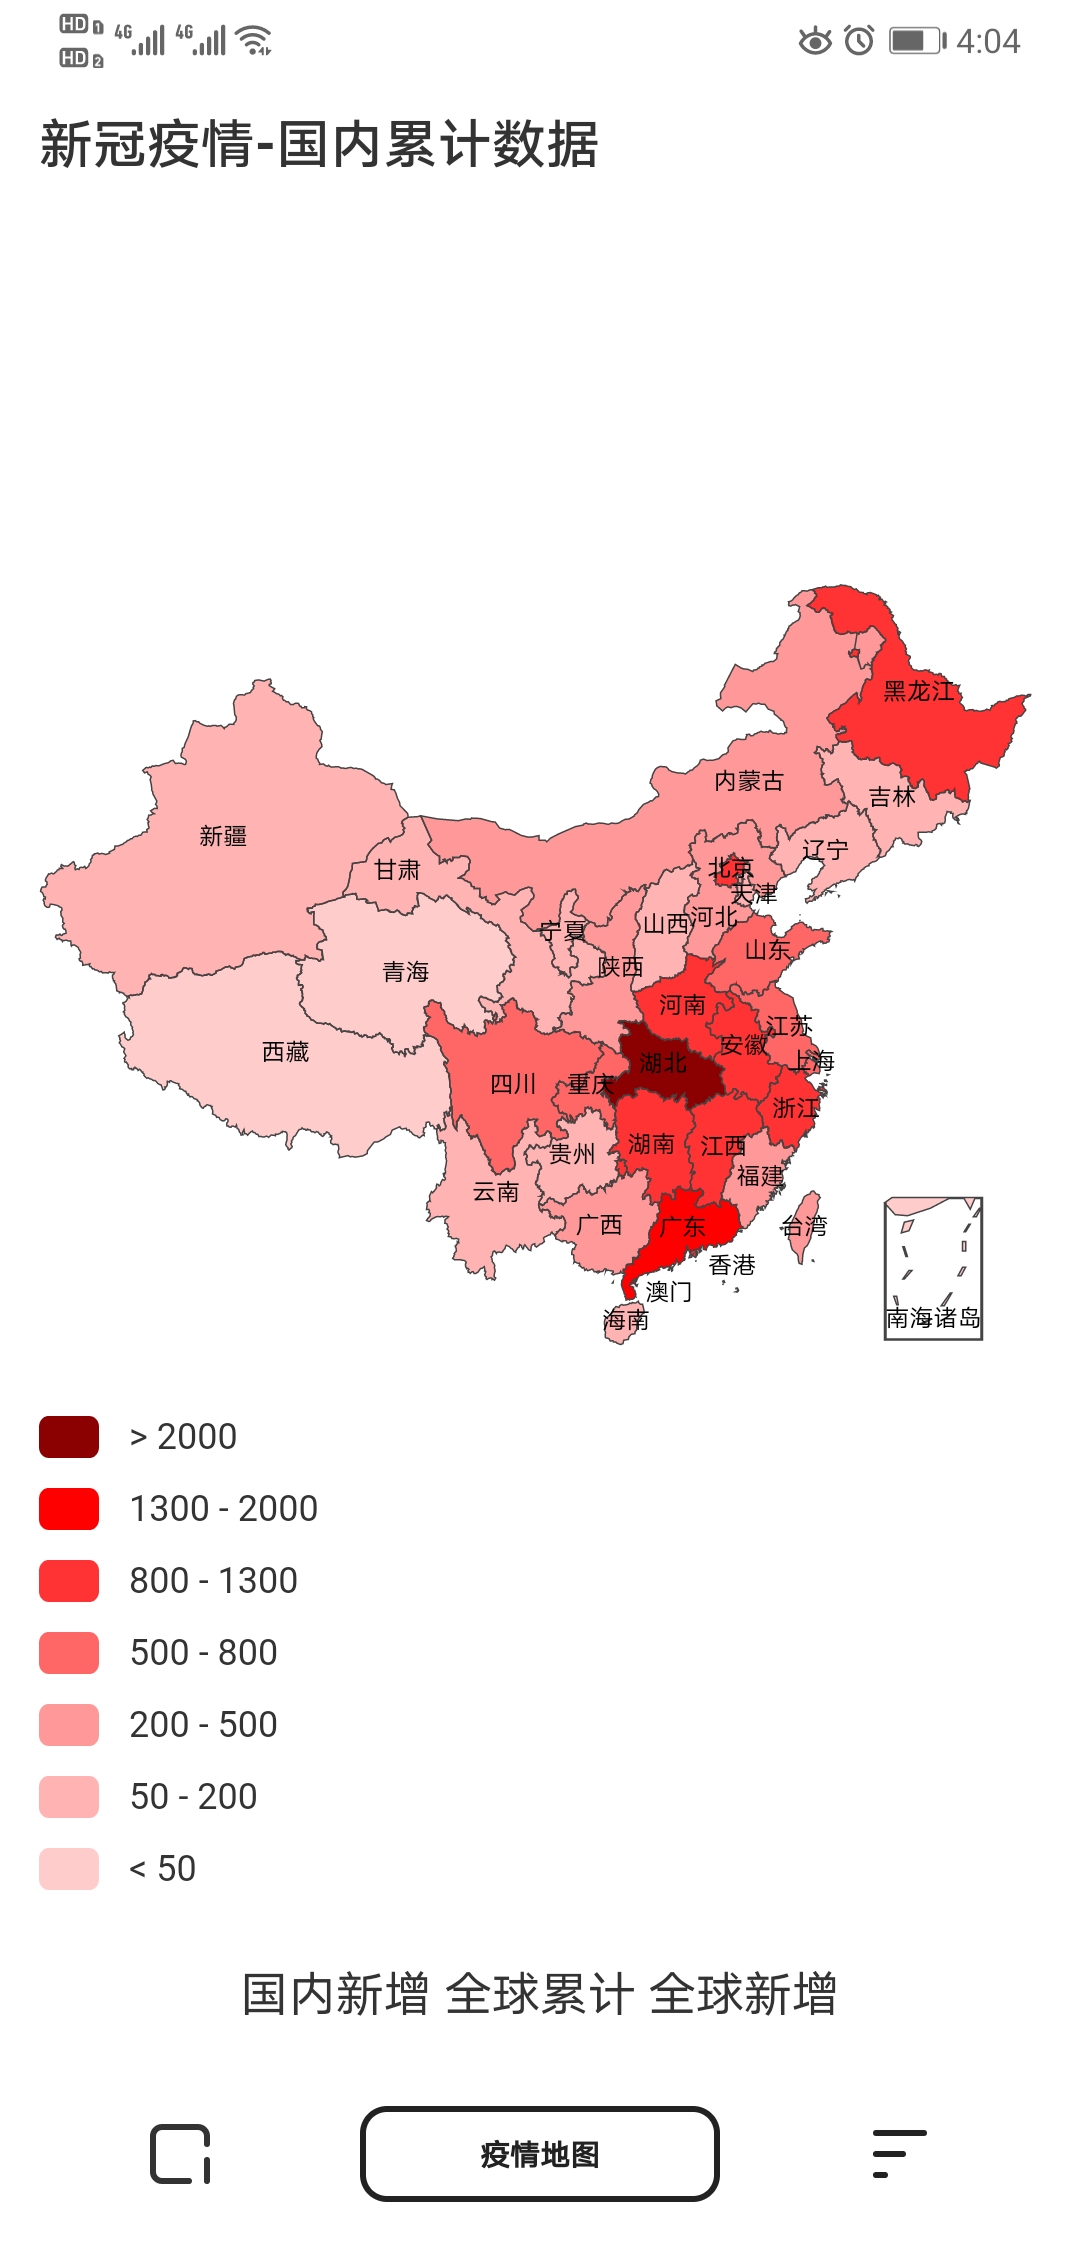 HD 1 4G 4G
HD 2
4:04
新冠疫情-国内累计数据
黑龙江
内蒙古
吉林
新疆
辽宁
甘肃
北京
天津
河北
山西
宁夏
山东
陕西
青海
河南
江苏
安徽
西藏
上海
湖北
四川
重庆
浙江
湖南
江西
贵州
福建
云南
广西
广东
台湾
香港
澳门
海南
南海诸岛
> 2000
1300 - 2000
800 - 1300
500 - 800
200 - 500
50 - 200
< 50
国内新增 全球累计 全球新增
疫情地图